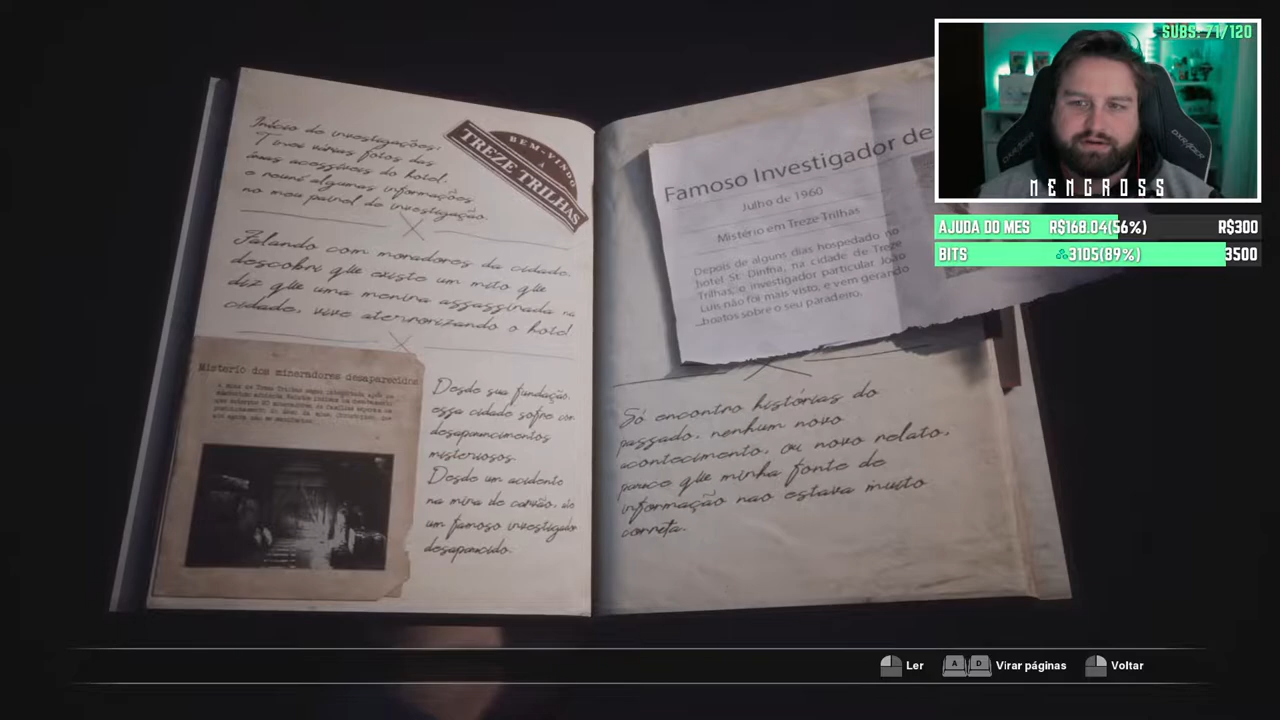 Início de investigações,
Tirei várias fotos das
áreas acessíveis do hotel,
e reuni algumas informações
no meu painel de investigação.
BEM-VINDO
A
TREZE TRILHAS
Falando com moradores da cidade,
descobri que existe um mito que
diz que uma menina assassinada na
cidade, vive aterrorizando o hotel
Misterio dos mineradores desaparecidos
Desde sua fundação,
essa cidade sofre com
desaparecimentos
misteriosos.
Desde um acidente
na mina de carvão, até
um famoso investigador
desaparecido.
Famoso Investigador de
Julho de 1960
Mistério em Treze Trilhas
Depois de alguns dias hospedado no
hotel St. Dinfna, na cidade de Treze
Trilhas, o investigador particular João
Luis não foi mais visto, e vem gerando
boatos sobre o seu paradeiro.
Só encontro histórias do
passado, nenhum novo
acontecimento, ou novo relato,
parece que minha fonte de
informação nao estava muito
correta.
SUBS: 71/120
MENCROSS
AJUDA DO MES R$168.04(56%) R$300
BITS 3105(89%) 3500
Ler A D Virar páginas Voltar